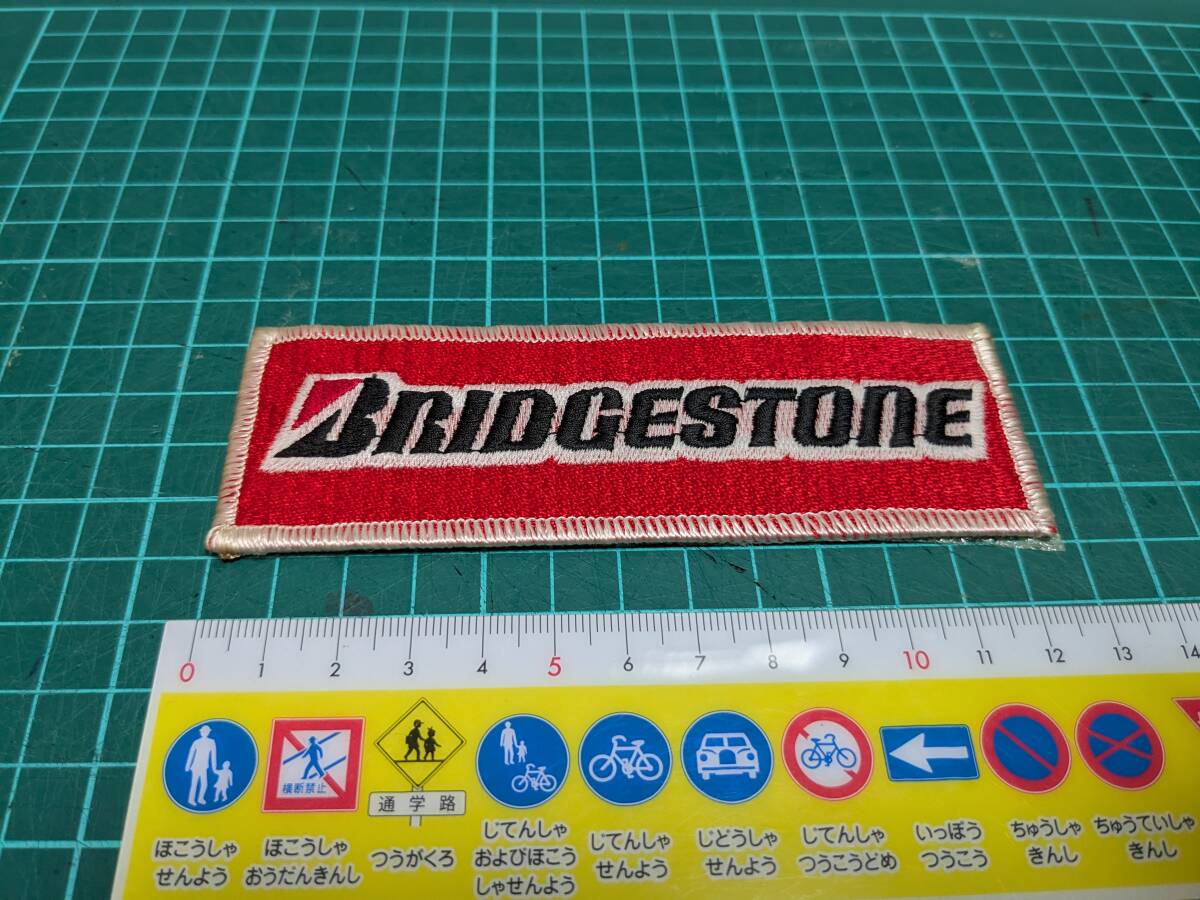 BRIDGESTONE
0 1 2 3 4 5 6 7 8 9 10 11 12 13 14
横断禁止
通学路
ほこうしゃ
せんよう
ほこうしゃ
おうだんきんし
つうがくろ
じてんしゃ
およびほこう
しゃせんよう
じてんしゃ
せんよう
じどうしゃ
せんよう
じてんしゃ
つうこうどめ
いっぽう
つうこう
ちゅうしゃ
きんし
ちゅうていしゃ
きんし